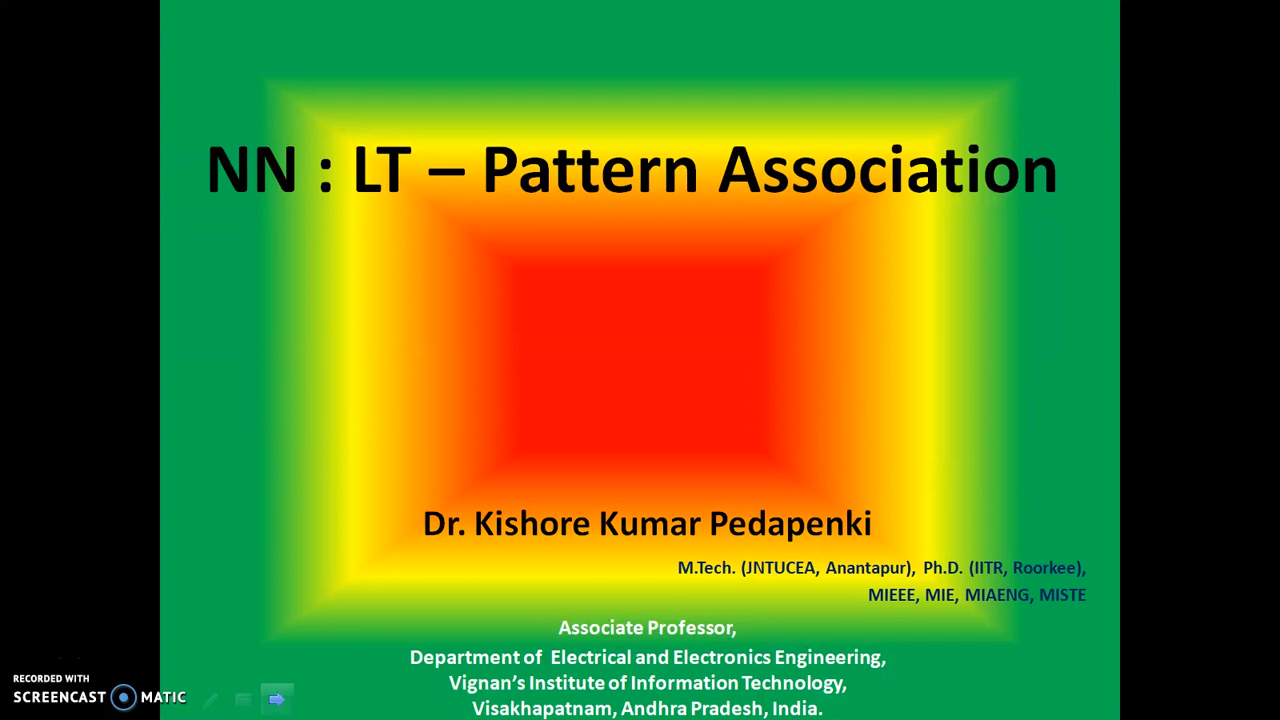 NN : LT – Pattern Association
Dr. Kishore Kumar Pedapenki
M.Tech. (JNTUCEA, Anantapur), Ph.D. (IITR, Roorkee),
MIEEE, MIE, MIAENG, MISTE
Associate Professor,
Department of Electrical and Electronics Engineering,
Vignan’s Institute of Information Technology,
Visakhapatnam, Andhra Pradesh, India.
RECORDED WITH
SCREENCAST MATIC